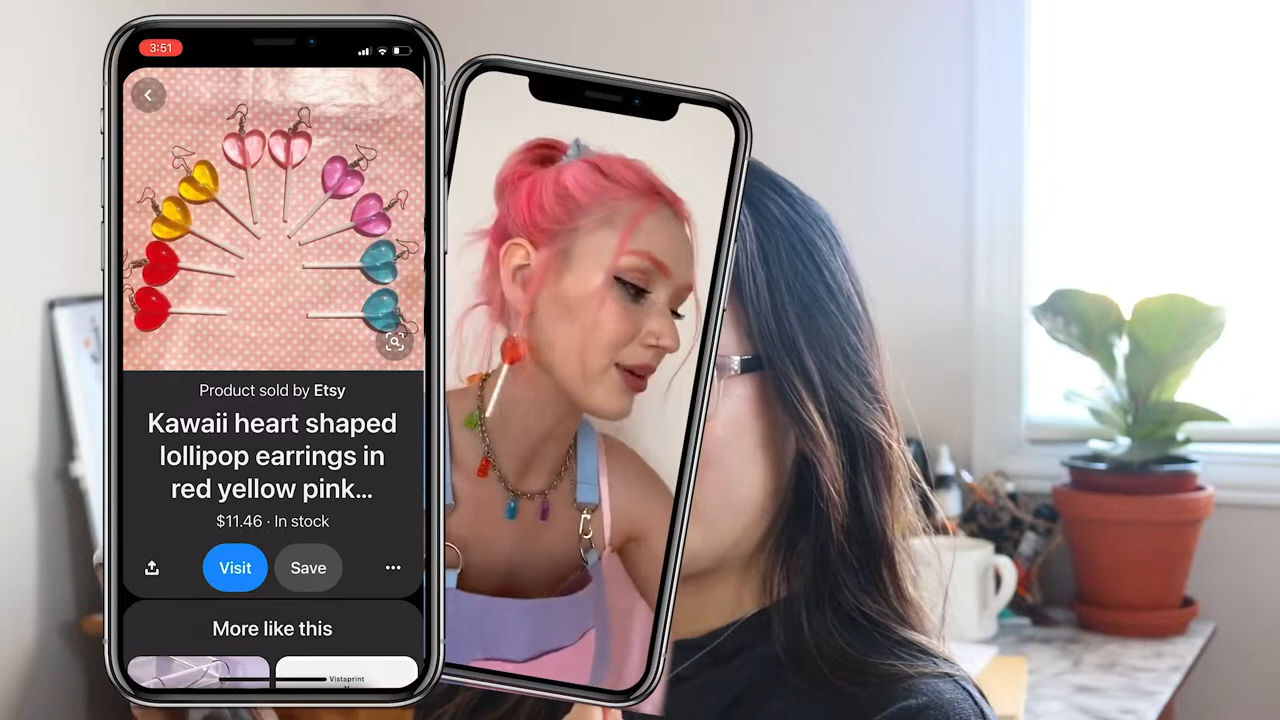 3:51
Product sold by Etsy
Kawaii heart shaped
lollipop earrings in
red yellow pink...
$11.46 · In stock
Visit
Save
More like this
Vistaprint